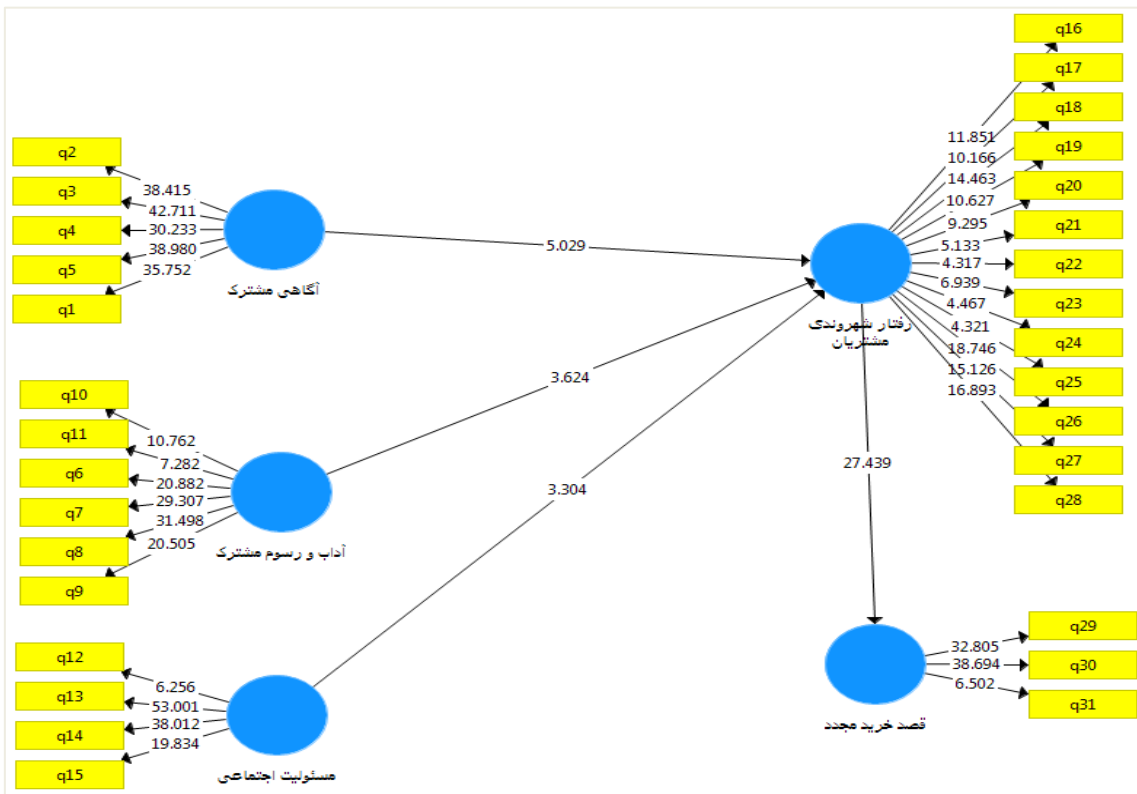 q2
q3
q4
q5
q1
38.415
42.711
30.233
38.980
35.752
آگاهی مشترک
q10
q11
q6
q7
q8
q9
10.762
7.282
20.882
29.307
31.498
20.505
آداب و رسوم مشترک
q12
q13
q14
q15
6.256
53.001
38.012
19.834
مسئولیت اجتماعی
5.029
3.624
3.304
رفتار شهروندی
مشتریان
11.851
10.166
14.463
10.627
9.295
5.133
4.317
6.939
4.467
4.321
18.746
15.126
16.893
q16
q17
q18
q19
q20
q21
q22
q23
q24
q25
q26
q27
q28
27.439
قصد خرید مجدد
32.805
38.694
6.502
q29
q30
q31